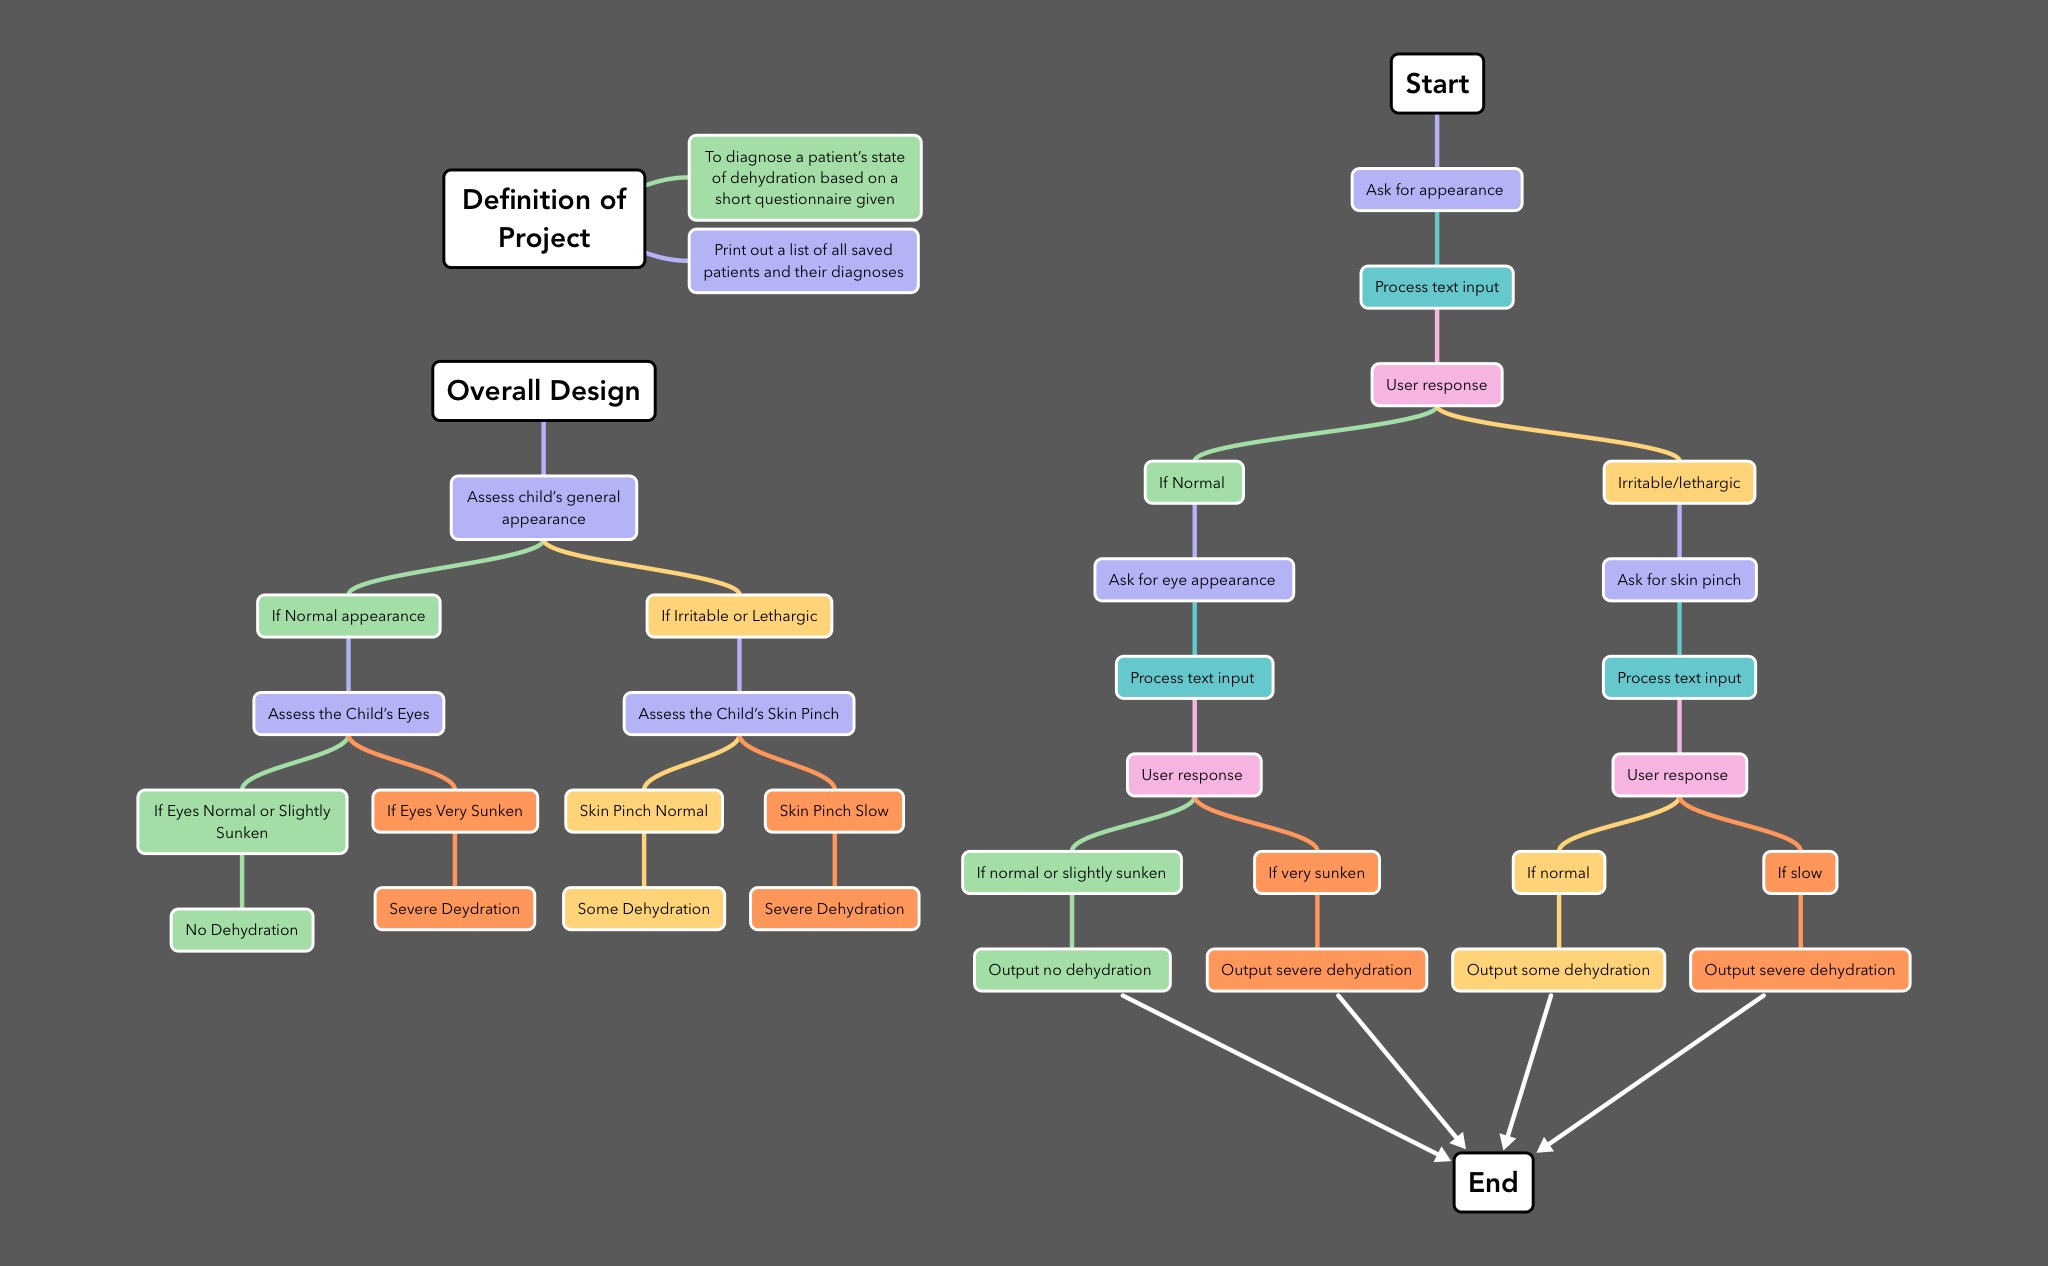 Definition of
Project
To diagnose a patient's state
of dehydration based on a
short questionnaire given
Print out a list of all saved
patients and their diagnoses
Overall Design
Assess child's general
appearance
If Normal appearance
If Irritable or Lethargic
Assess the Child's Eyes
Assess the Child's Skin Pinch
If Eyes Normal or Slightly
Sunken
If Eyes Very Sunken
Skin Pinch Normal
Skin Pinch Slow
No Dehydration
Severe Deydration
Some Dehydration
Severe Dehydration
Start
Ask for appearance
Process text input
User response
If Normal
Irritable/lethargic
Ask for eye appearance
Ask for skin pinch
Process text input
Process text input
User response
User response
If normal or slightly sunken
If very sunken
If normal
If slow
Output no dehydration
Output severe dehydration
Output some dehydration
Output severe dehydration
End